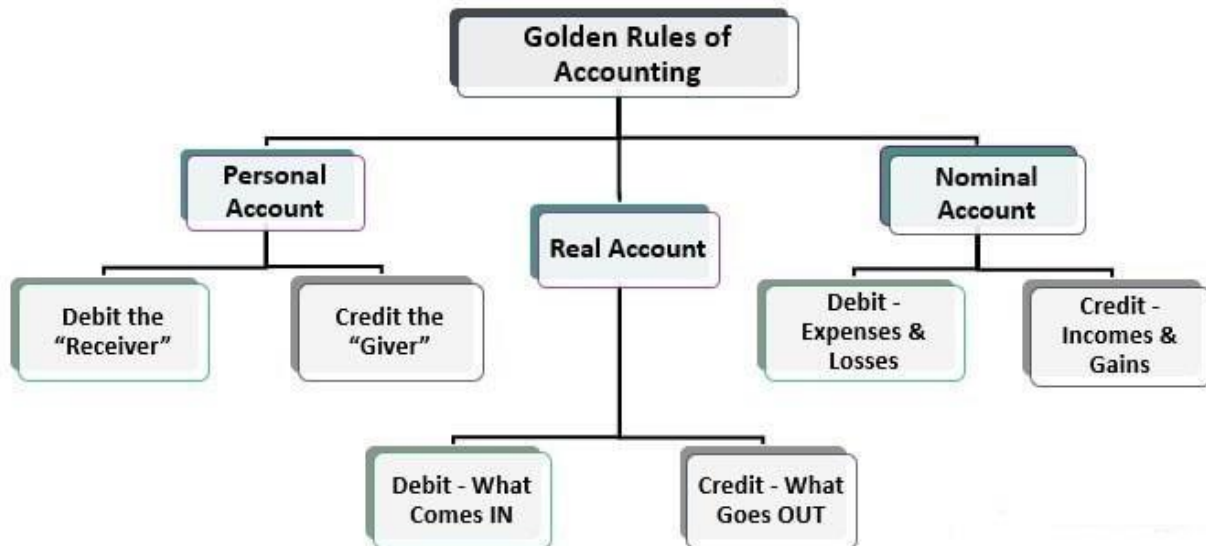 Golden Rules of
Accounting
Personal
Account
Real Account
Nominal
Account
Debit the
“Receiver”
Credit the
“Giver”
Debit -
Expenses &
Losses
Credit -
Incomes &
Gains
Debit - What
Comes IN
Credit - What
Goes OUT